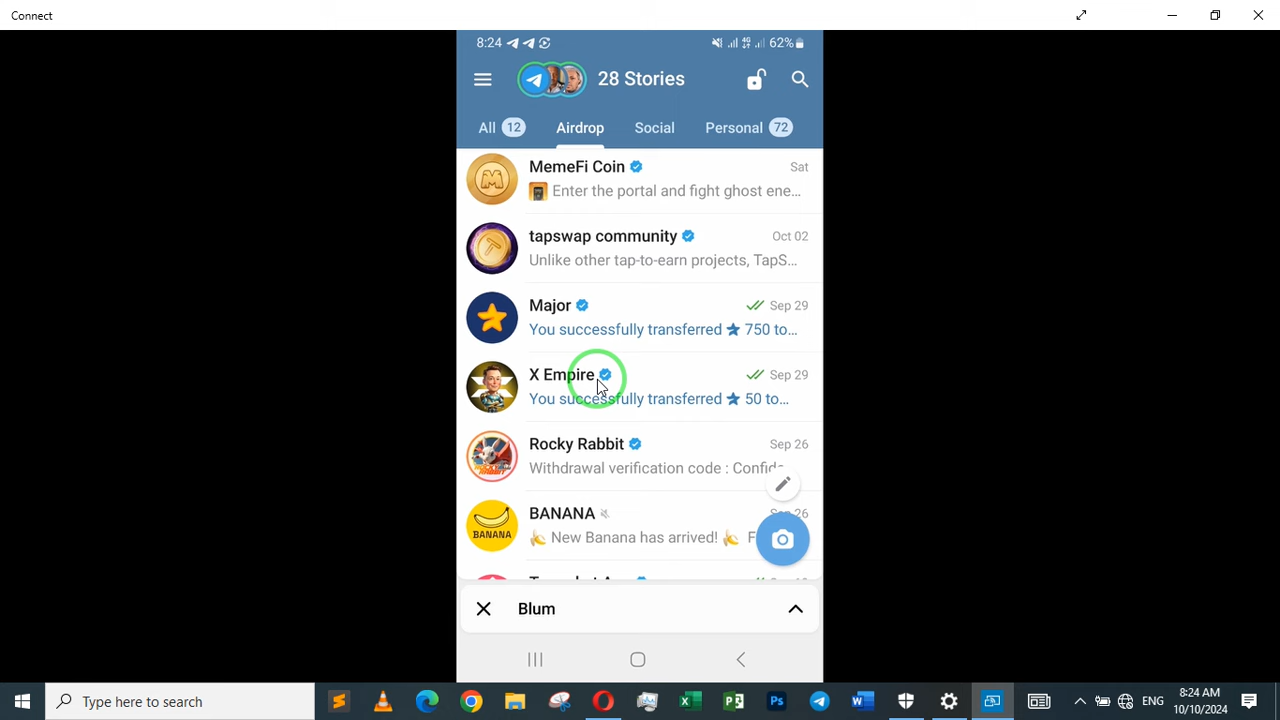 Connect
8:24 62%
28 Stories
All 12 Airdrop Social Personal 72
MemeFi Coin Sat
Enter the portal and fight ghost ene...
tapswap community Oct 02
Unlike other tap-to-earn projects, TapS...
Major Sep 29
You successfully transferred ★ 750 to...
X Empire Sep 29
You successfully transferred ★ 50 to...
Rocky Rabbit Sep 26
Withdrawal verification code : Confid
BANANA Sep 26
BANANA
New Banana has arrived! F
Blum
Type here to search
ENG
8:24 AM
10/10/2024